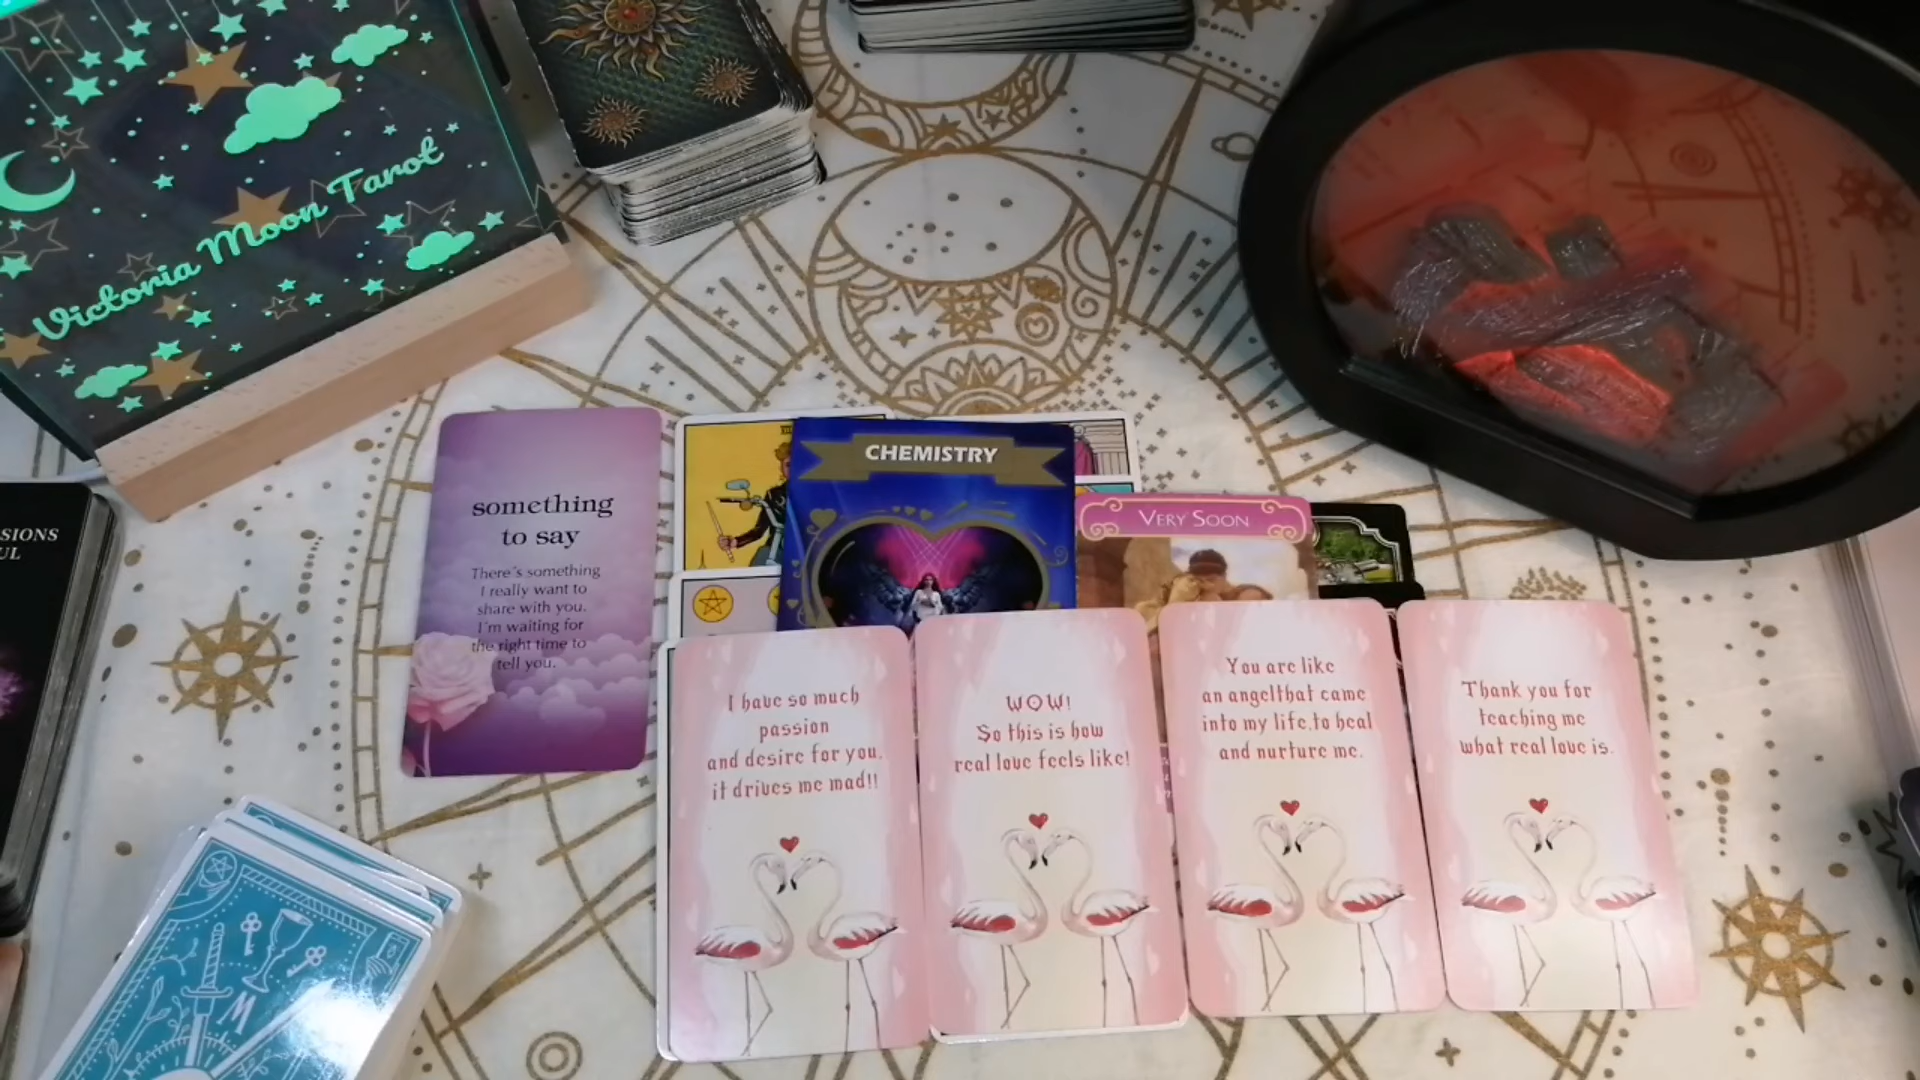 Victoria Moon Tarot
SIONS
UL
something
to say
There's something
I really want to
share with you.
I'm waiting for
the right time to
tell you.
CHEMISTRY
VERY SOON
I have so much
passion
and desire for you,
it drives me mad!!
WOW!
So this is how
real love feels like!
You are like
an angelthat came
into my life,to heal
and nurture me.
Thank you for
teaching me
what real love is.
M